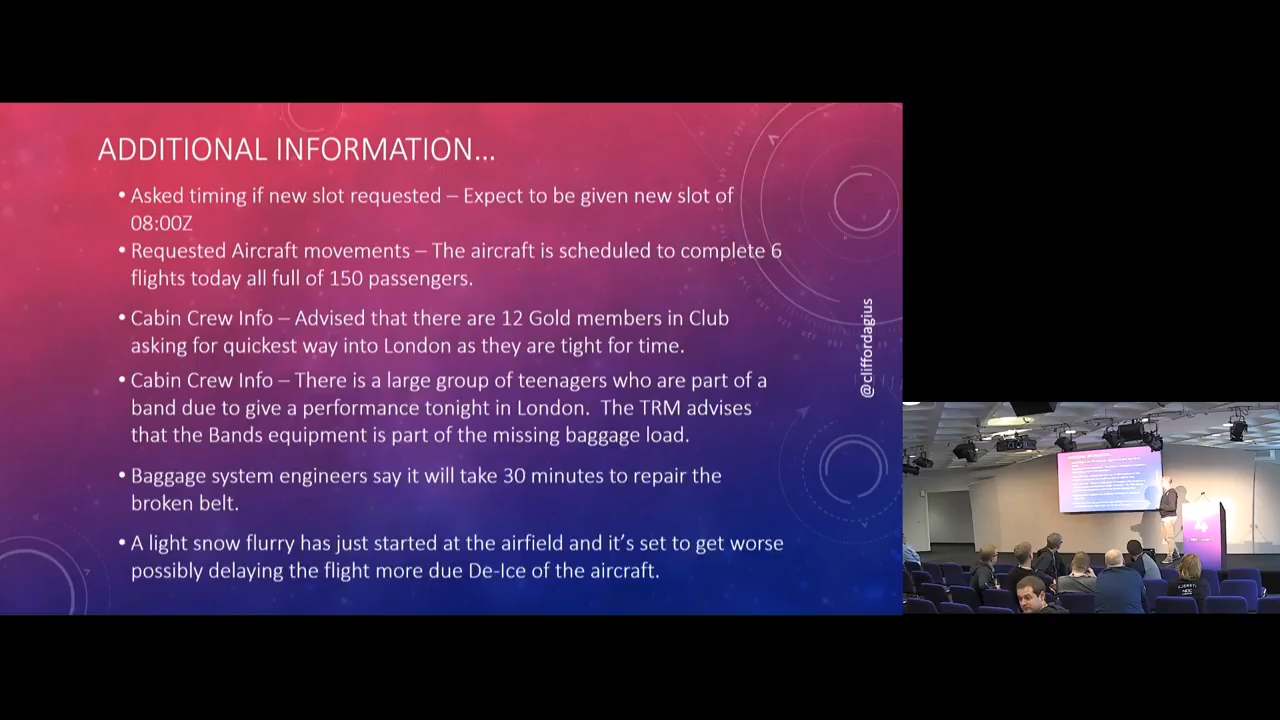 ADDITIONAL INFORMATION...
• Asked timing if new slot requested – Expect to be given new slot of
08:00Z
• Requested Aircraft movements – The aircraft is scheduled to complete 6
flights today all full of 150 passengers.
• Cabin Crew Info – Advised that there are 12 Gold members in Club
asking for quickest way into London as they are tight for time.
• Cabin Crew Info – There is a large group of teenagers who are part of a
band due to give a performance tonight in London.  The TRM advises
that the Bands equipment is part of the missing baggage load.
• Baggage system engineers say it will take 30 minutes to repair the
broken belt.
• A light snow flurry has just started at the airfield and it's set to get worse
possibly delaying the flight more due De-Ice of the aircraft.
@cliffordagius